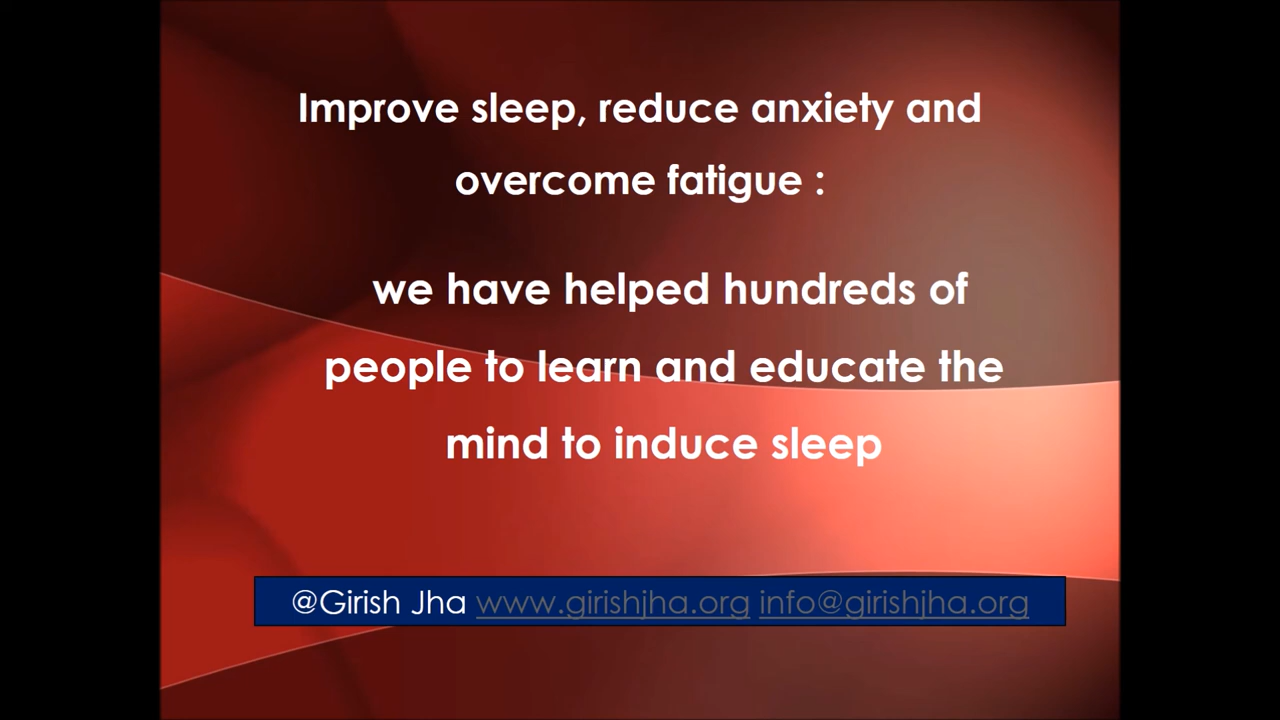 Improve sleep, reduce anxiety and
overcome fatigue :
we have helped hundreds of
people to learn and educate the
mind to induce sleep
@Girish Jha www.girishjha.org info@girishjha.org